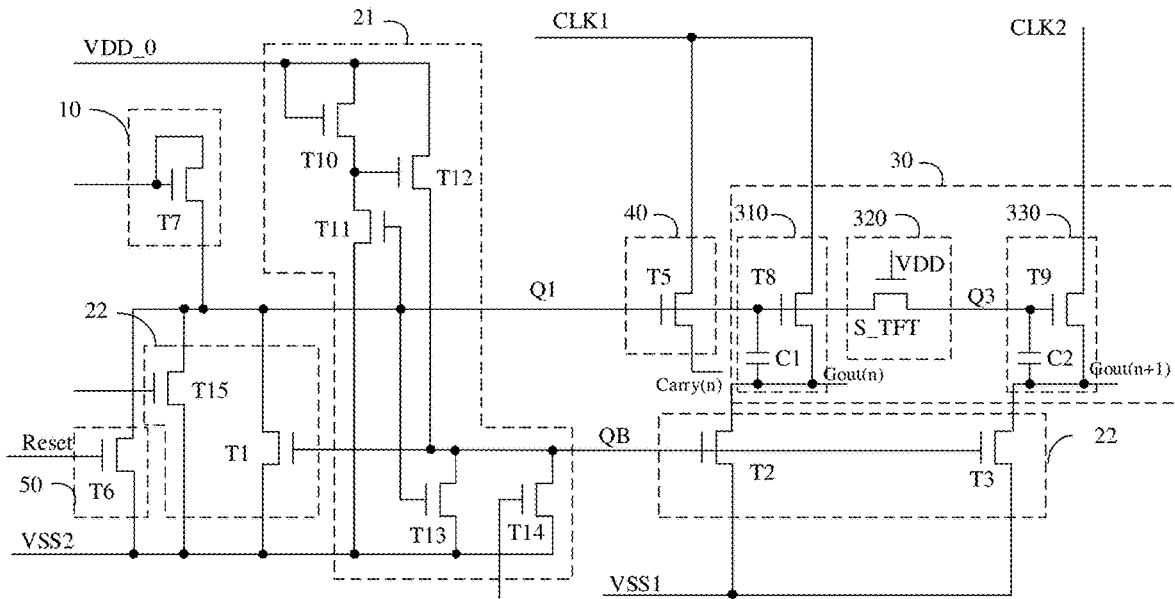 21
CLK1
CLK2
VDD_0
10
T10
T12
30
T7
T11
40
310
320
330
T5
T8
VDD
T9
Q1
Q3
22
S_TFT
C1
C2
T15
Carry(n)
Gout(n)
Gout(n+1)
Reset
T1
QB
22
T6
T2
T3
50
T13
T14
VSS2
VSS1